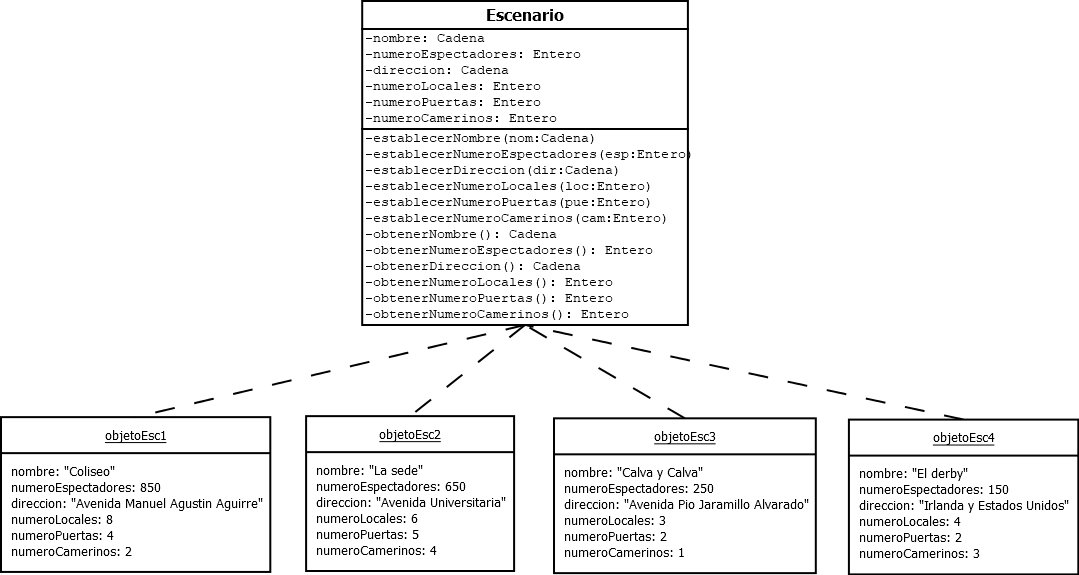 Escenario
-nombre: Cadena
-numeroEspectadores: Entero
-direccion: Cadena
-numeroLocales: Entero
-numeroPuertas: Entero
-numeroCamerinos: Entero
-establecerNombre(nom:Cadena)
-establecerNumeroEspectadores(esp:Entero)
-establecerDireccion(dir:Cadena)
-establecerNumeroLocales(loc:Entero)
-establecerNumeroPuertas(pue:Entero)
-establecerNumeroCamerinos(cam:Entero)
-obtenerNombre(): Cadena
-obtenerNumeroEspectadores(): Entero
-obtenerDireccion(): Cadena
-obtenerNumeroLocales(): Entero
-obtenerNumeroPuertas(): Entero
-obtenerNumeroCamerinos(): Entero
objetoEsc1
nombre: "Coliseo"
numeroEspectadores: 850
direccion: "Avenida Manuel Agustin Aguirre"
numeroLocales: 8
numeroPuertas: 4
numeroCamerinos: 2
objetoEsc2
nombre: "La sede"
numeroEspectadores: 650
direccion: "Avenida Universitaria"
numeroLocales: 6
numeroPuertas: 5
numeroCamerinos: 4
objetoEsc3
nombre: "Calva y Calva"
numeroEspectadores: 250
direccion: "Avenida Pio Jaramillo Alvarado"
numeroLocales: 3
numeroPuertas: 2
numeroCamerinos: 1
objetoEsc4
nombre: "El derby"
numeroEspectadores: 150
direccion: "Irlanda y Estados Unidos"
numeroLocales: 4
numeroPuertas: 2
numeroCamerinos: 3